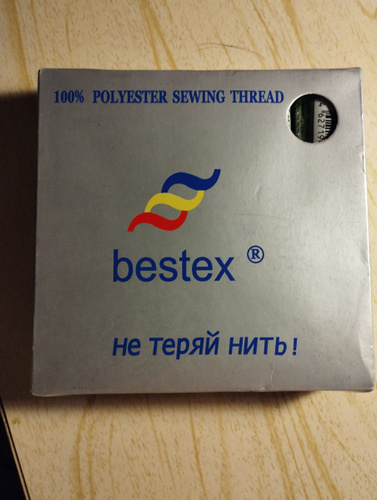 100% POLYESTER SEWING THREAD
bestex ®
не теряй нить!